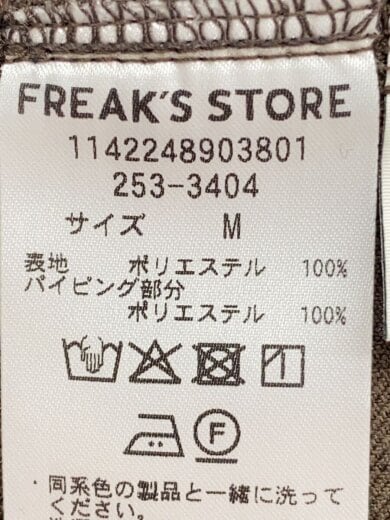 FREAK'S STORE
1142248903801
253-3404
サイズ M
表地 ポリエステル 100%
パイピング部分
ポリエステル 100%
F
・同系色の製品と一緒に洗って
ください。